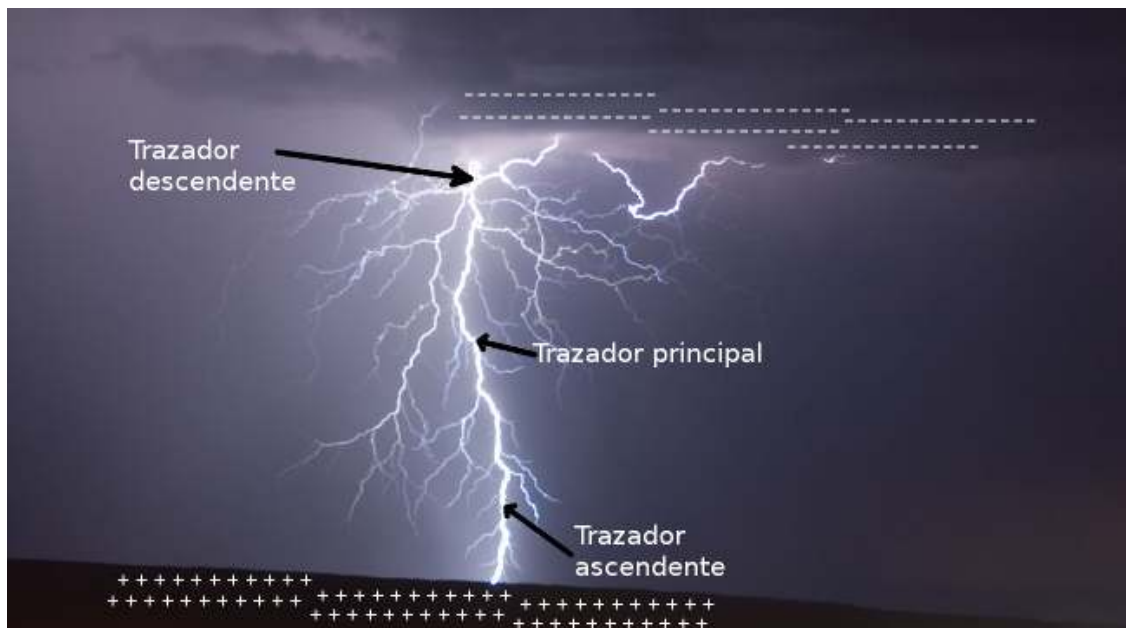 Trazador
descendente
Trazador principal
Trazador
ascendente